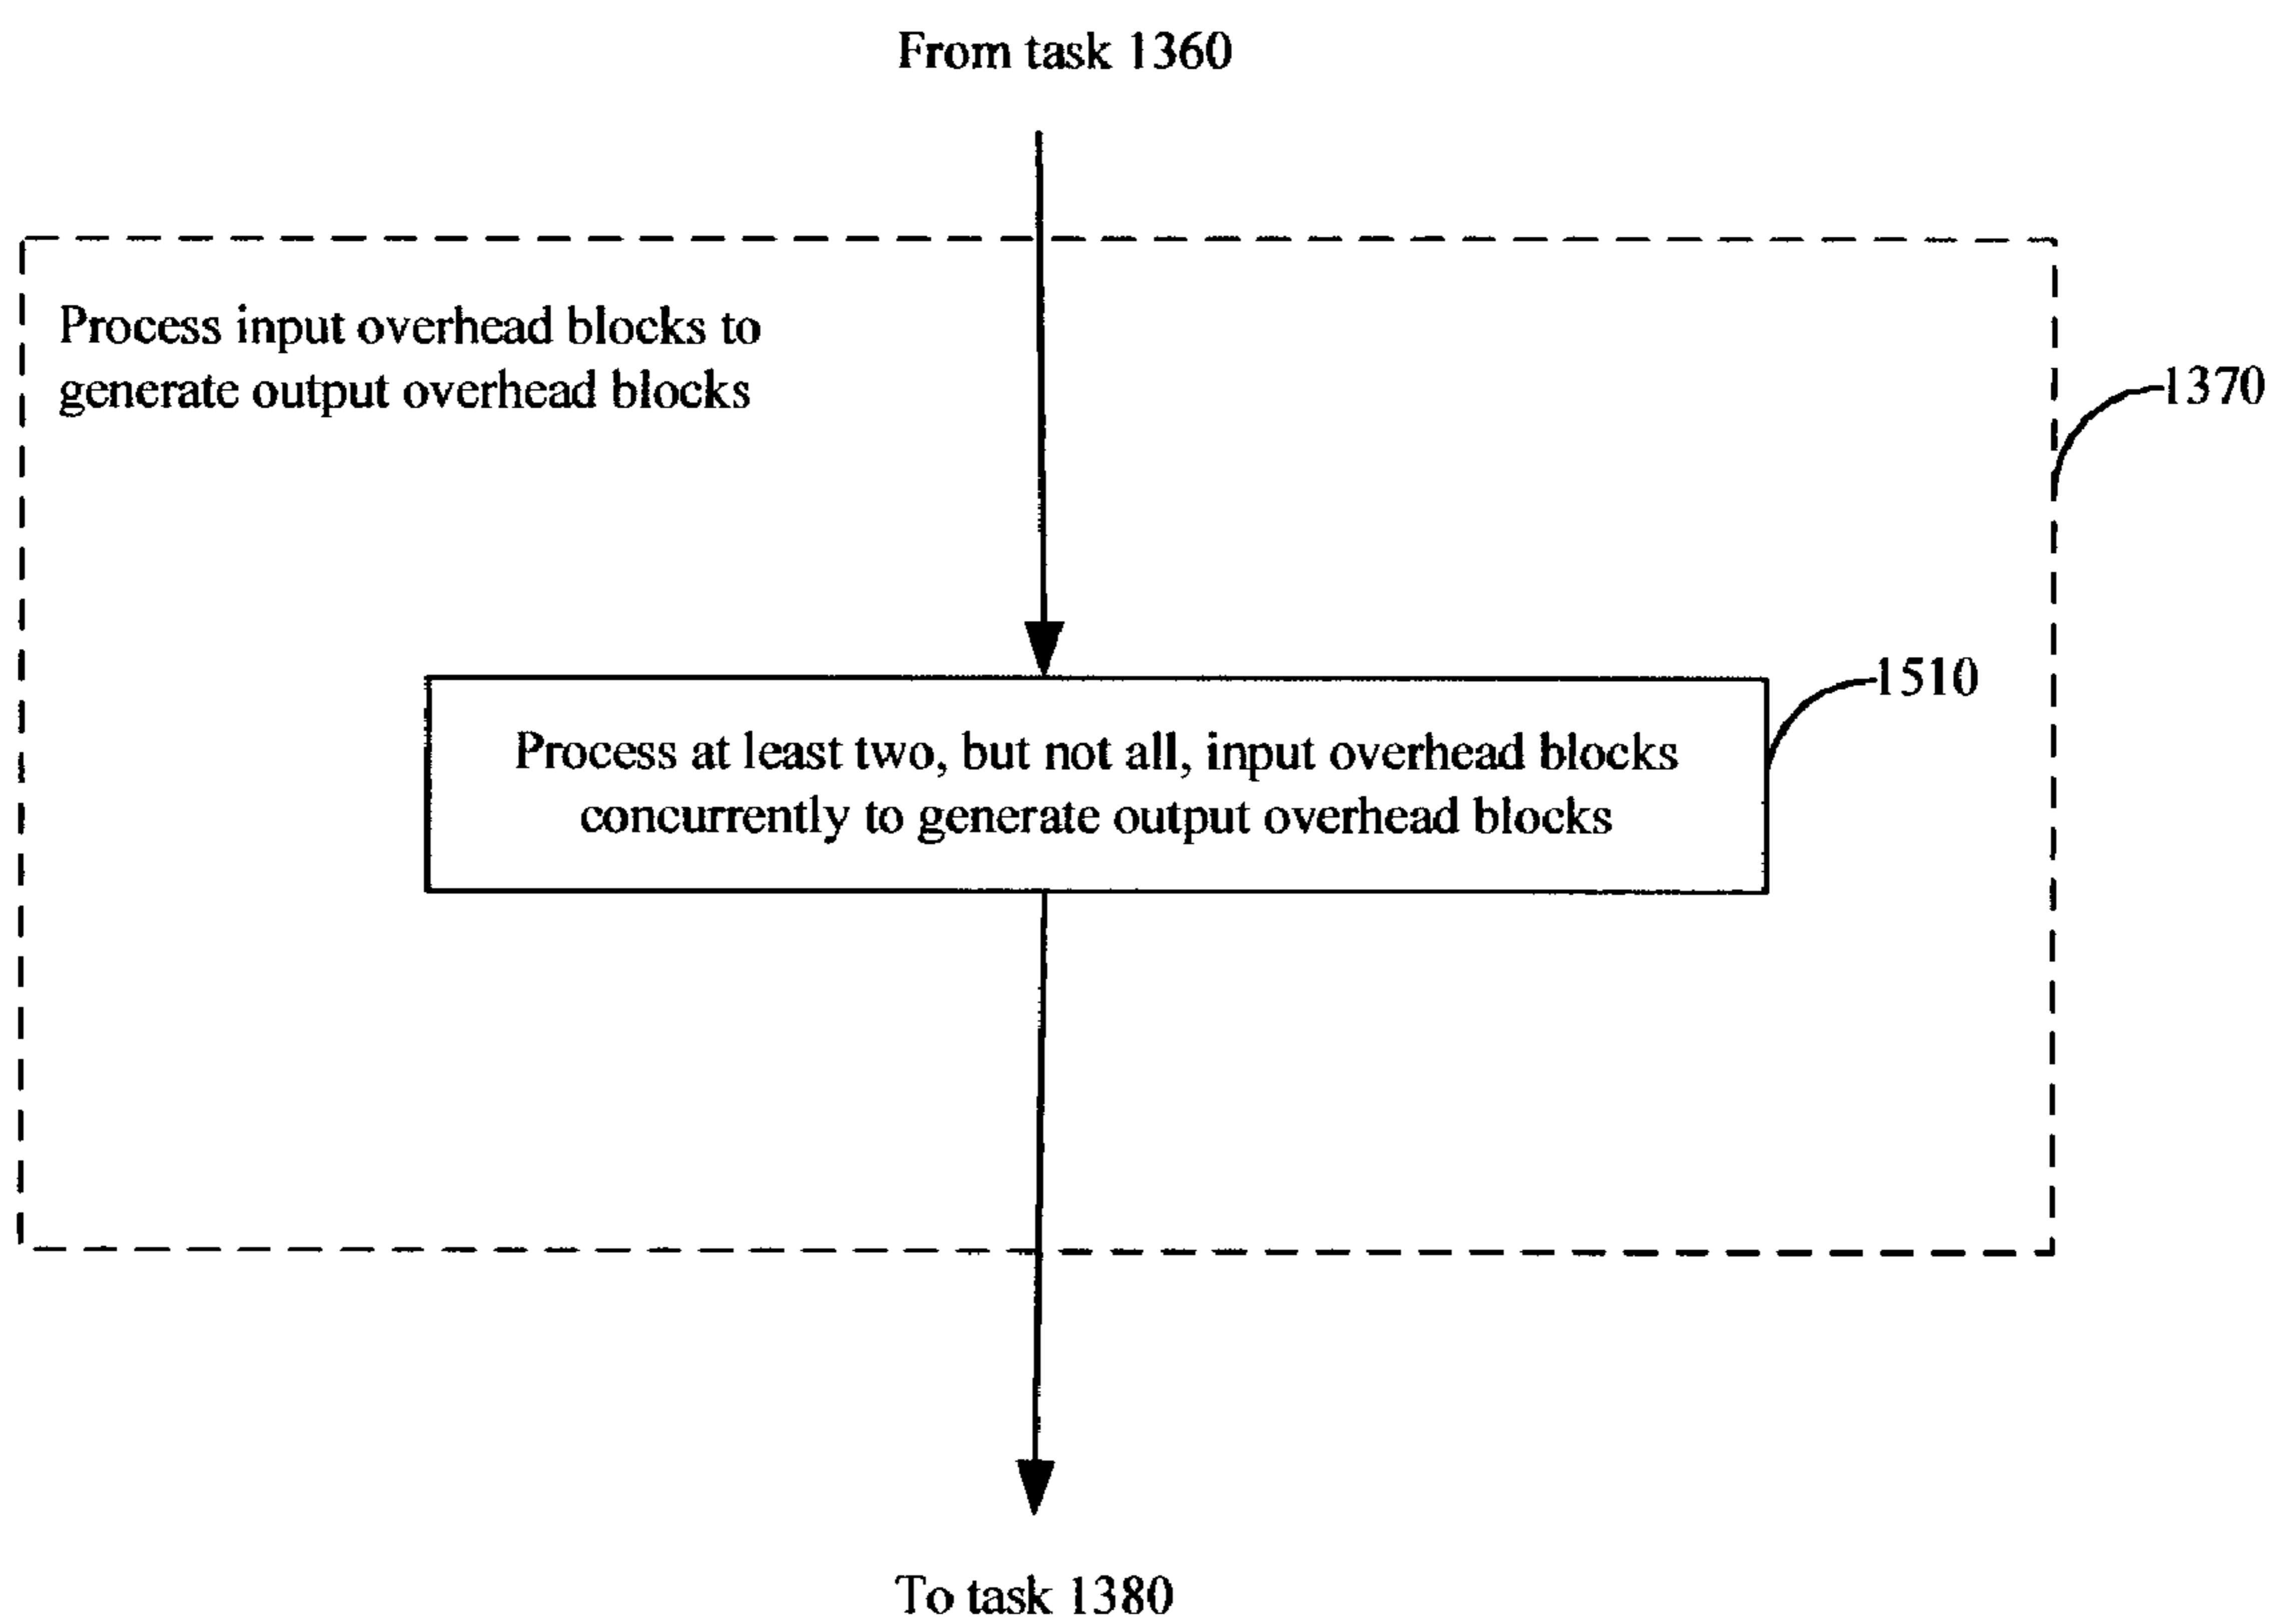 From task 1360
Process input overhead blocks to
generate output overhead blocks
1370
1510
Process at least two, but not all, input overhead blocks
concurrently to generate output overhead blocks
To task 1380